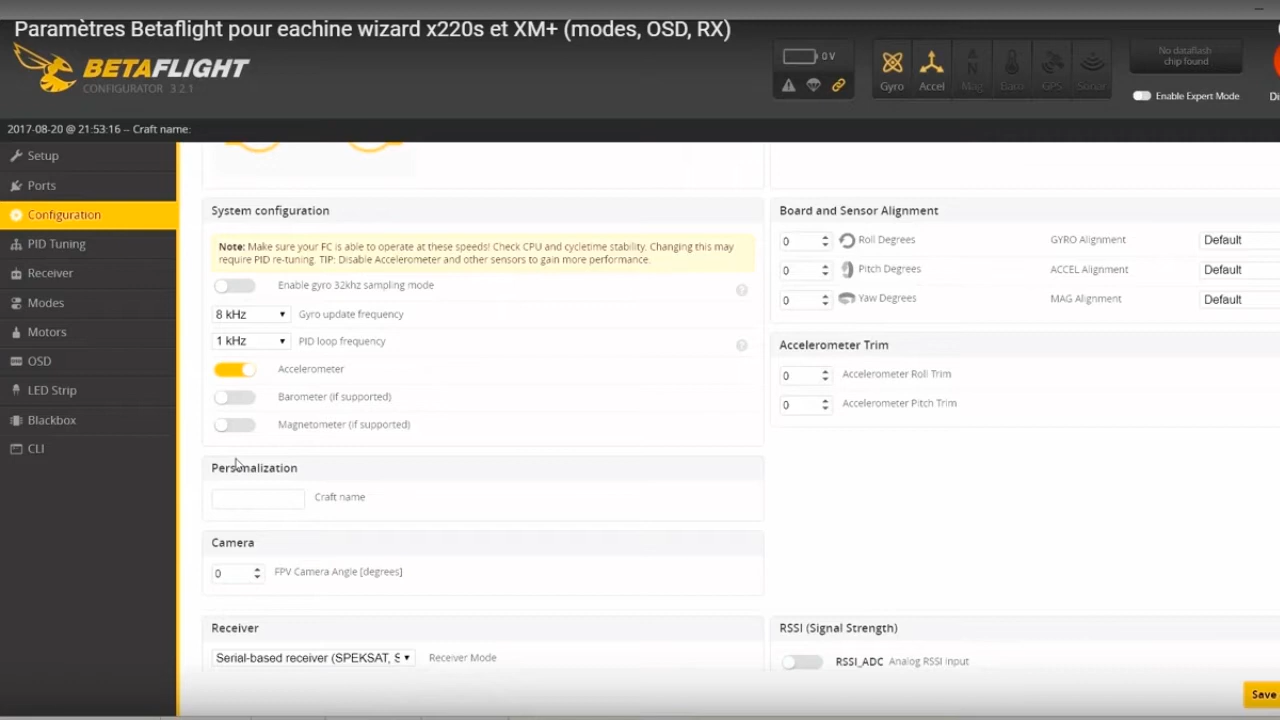 Paramètres Betaflight pour eachine wizard x220s et XM+ (modes, OSD, RX)
BETAFLIGHT
CONFIGURATOR 3.2.1
0 V
Gyro
Accel
Mag
Baro
GPS
Sonar
No dataflash
chip found
Enable Expert Mode
2017-08-20 @ 21:53:16 -- Craft name:
Setup
Ports
Configuration
PID Tuning
Receiver
Modes
Motors
OSD
LED Strip
Blackbox
CLI
System configuration
Note: Make sure your FC is able to operate at these speeds! Check CPU and cycletime stability. Changing this may
require PID re-tuning. TIP: Disable Accelerometer and other sensors to gain more performance.
Enable gyro 32khz sampling mode
8 kHz Gyro update frequency
1 kHz PID loop frequency
Accelerometer
Barometer (if supported)
Magnetometer (if supported)
Personalization
Craft name
Camera
0 FPV Camera Angle [degrees]
Receiver
Serial-based receiver (SPEKSAT, S Receiver Mode
Board and Sensor Alignment
0 Roll Degrees GYRO Alignment Default
0 Pitch Degrees ACCEL Alignment Default
0 Yaw Degrees MAG Alignment Default
Accelerometer Trim
0 Accelerometer Roll Trim
0 Accelerometer Pitch Trim
RSSI (Signal Strength)
RSSI_ADC Analog RSSI input
Save